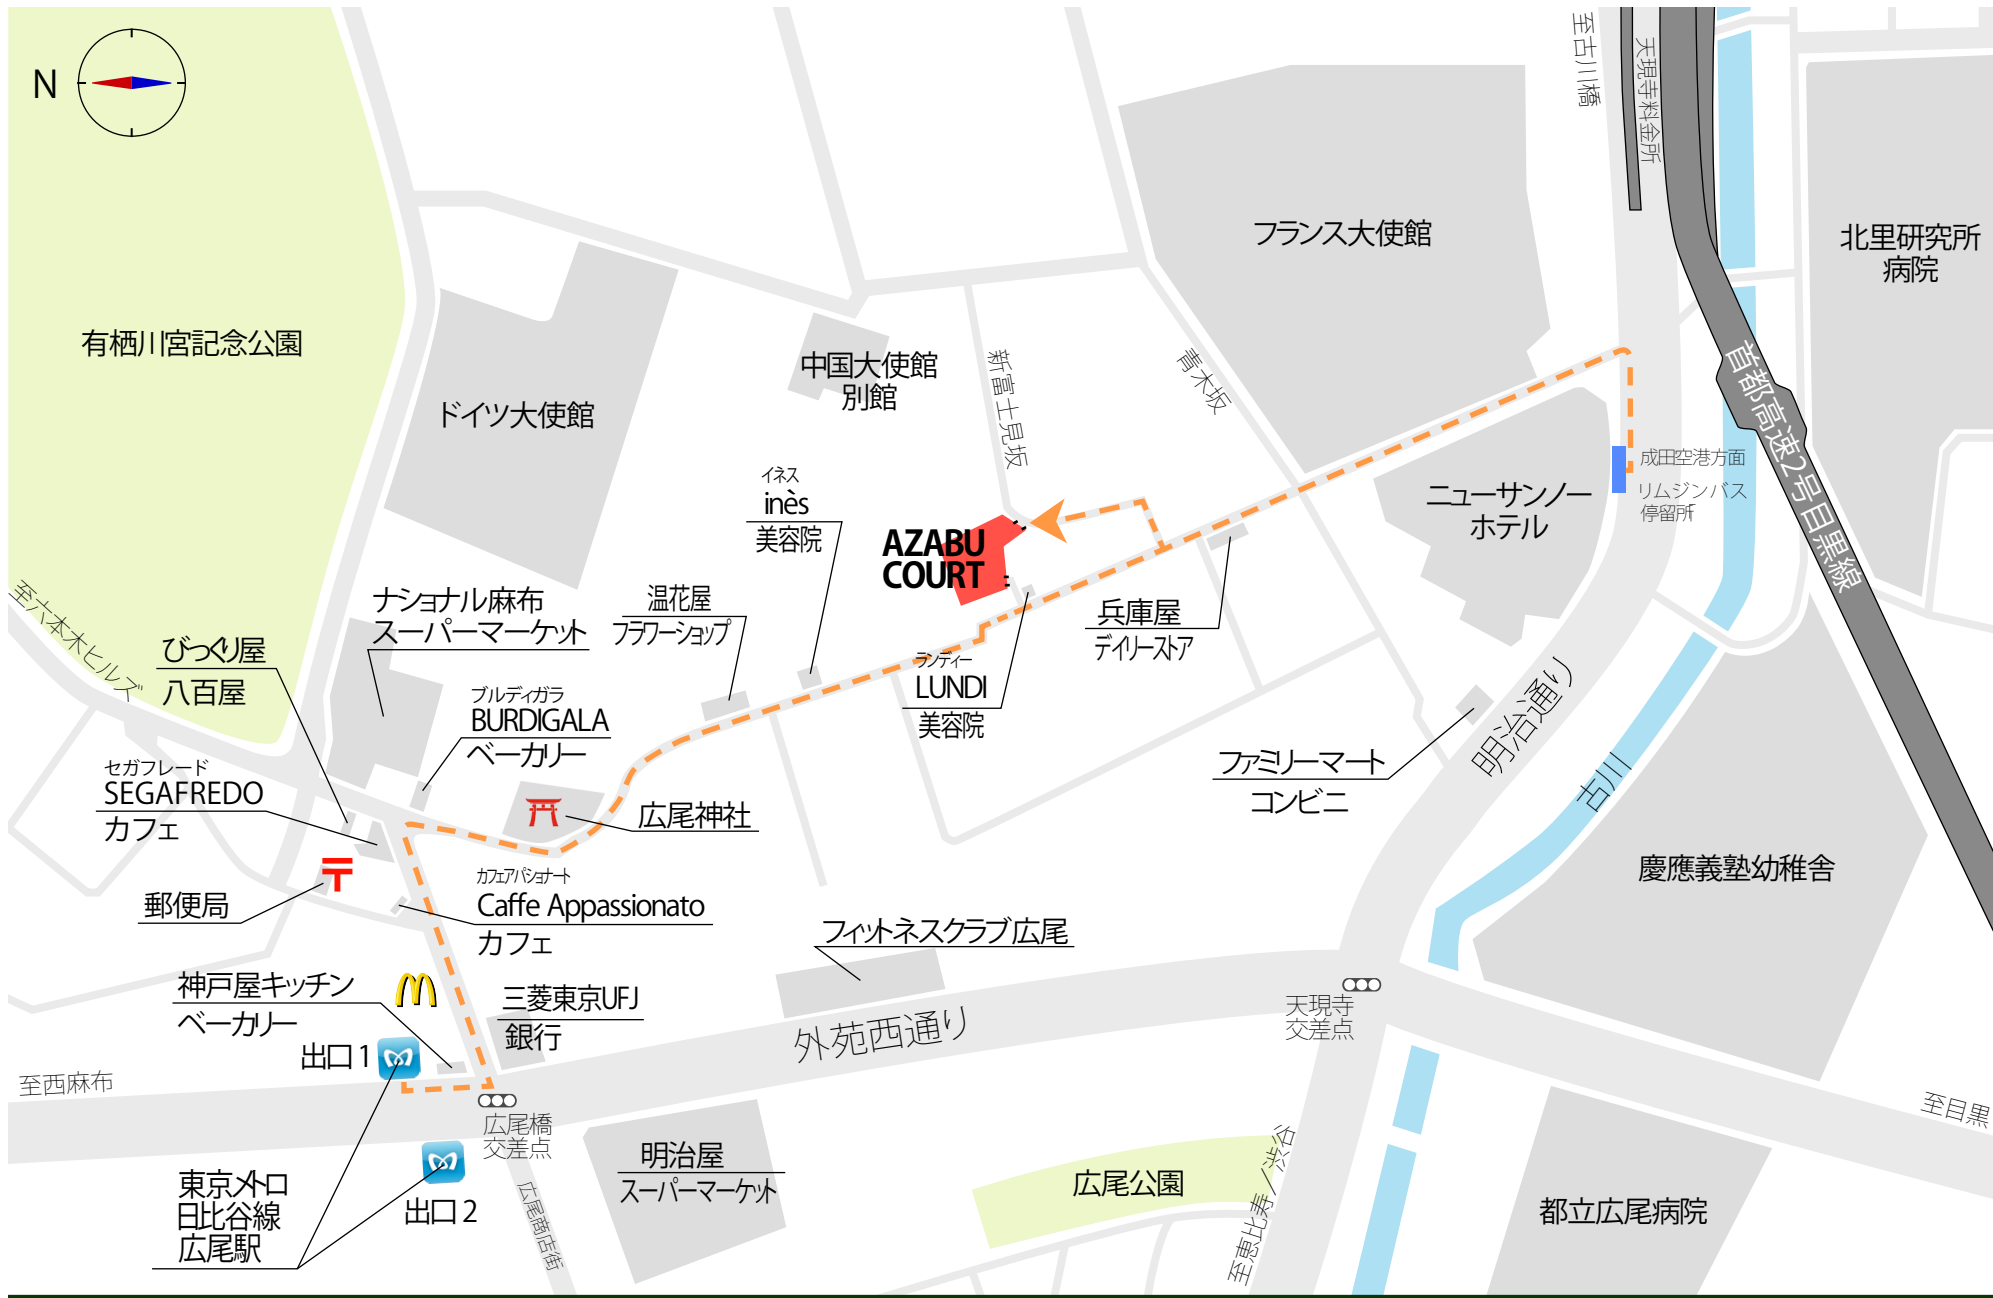 N
至古川橋
天現寺料金所
フランス大使館
北里研究所
病院
有栖川宮記念公園
中国大使館
別館
新富士見坂
青木坂
ドイツ大使館
首都高速2号目黒線
成田空港方面
リムジンバス
停留所
イネス
inès
美容院
ニューサンノー
ホテル
AZABU
COURT
至六本木ヒルズ
ナショナル麻布
スーパーマーケット
温花屋
フラワーショップ
兵庫屋
デイリーストア
びっくり屋
八百屋
ランディー
LUNDI
美容院
ブルディガラ
BURDIGALA
ベーカリー
明治通り
古川
セガフレード
SEGAFREDO
カフェ
ファミリーマート
コンビニ
広尾神社
〒
郵便局
カフェアパショナート
Caffe Appassionato
カフェ
慶應義塾幼稚舎
フィットネスクラブ広尾
神戸屋キッチン
ベーカリー
三菱東京UFJ
銀行
外苑西通り
天現寺
交差点
出口1
至西麻布
広尾橋
交差点
至目黒
明治屋
スーパーマーケット
広尾公園
至恵比寿/渋谷
東京メトロ
日比谷線
広尾駅
出口2
広尾商店街
都立広尾病院